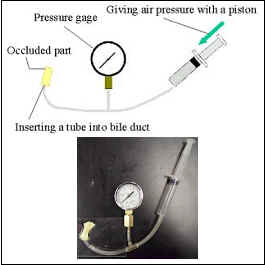 Giving air pressure with a piston
Pressure gage
Occluded part
Inserting a tube into bile duct